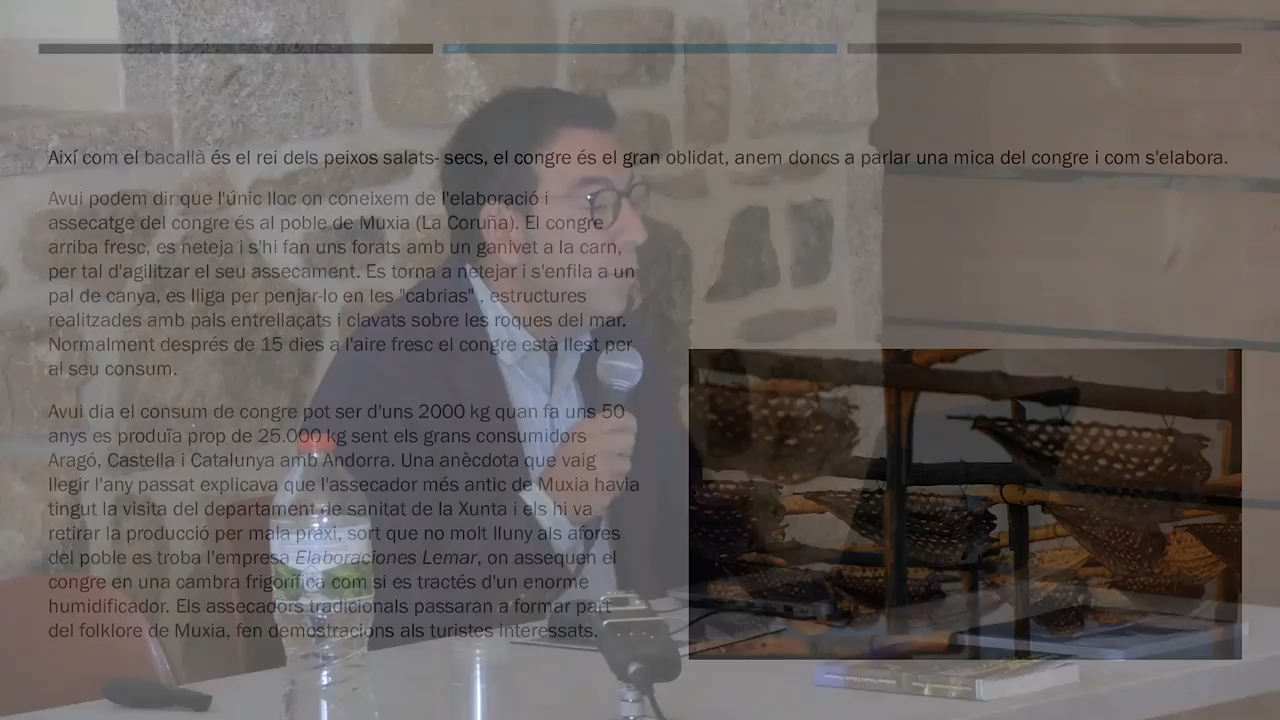 Així com el bacallà és el rei dels peixos salats- secs, el congre és el gran oblidat, anem doncs a parlar una mica del congre i com s'elabora.
Avui podem dir que l'únic lloc on coneixem de l'elaboració i
assecatge del congre és al poble de Muxia (La Coruña). El congre
arriba fresc, es neteja i s'hi fan uns forats amb un ganivet a la carn,
per tal d'agilitzar el seu assecament. Es torna a netejar i s'enfila a un
pal de canya, es lliga per penjar-lo en les "cabrias" , estructures
realitzades amb pals entrellaçats i clavats sobre les roques del mar.
Normalment després de 15 dies a l'aire fresc el congre està llest per
al seu consum.
Avui dia el consum de congre pot ser d'uns 2000 kg quan fa uns 50
anys es produïa prop de 25.000 kg sent els grans consumidors
Aragó, Castella i Catalunya amb Andorra. Una anècdota que vaig
llegir l'any passat explicava que l'assecador més antic de Muxia havia
tingut la visita del departament de sanitat de la Xunta i els hi va
retirar la producció per mala praxi, sort que no molt lluny als afores
del poble es troba l'empresa Elaboraciones Lemar, on assequen el
congre en una cambra frigorífica com si es tractés d'un enorme
humidificador. Els assecadors tradicionals passaran a formar part
del folklore de Muxia, fen demostracions als turistes interessats.